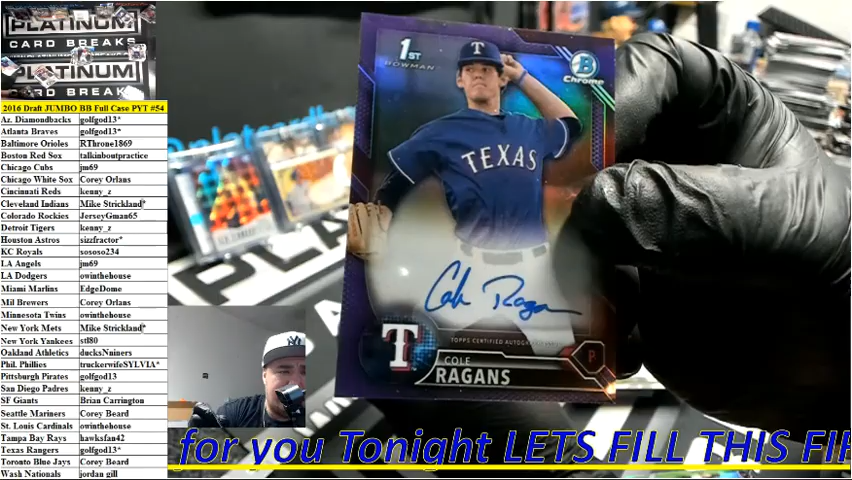 PLATINUM
CARD BREAKS
PLATINUM
CARD BREAKS
2016 Draft JUMBO BB Full Case PYT #54
Az. Diamondbacks golfgod13*
Atlanta Braves golfgod13*
Baltimore Orioles RThrone1869
Boston Red Sox talkinboutpractice
Chicago Cubs jm69
Chicago White Sox Corey Orlans
Cincinnati Reds kenny_z
Cleveland Indians Mike Strickland*
Colorado Rockies JerseyGman65
Detroit Tigers kenny_z
Houston Astros sizzfractor*
KC Royals sososo234
LA Angels jm69
LA Dodgers owinthehouse
Miami Marlins EdgeDome
Mil Brewers Corey Orlans
Minnesota Twins owinthehouse
New York Mets Mike Strickland*
New York Yankees stl80
Oakland Athletics ducksNniners
Phil. Phillies truckerwifeSYLVIA*
Pittsburgh Pirates golfgod13
San Diego Padres kenny_z
SF Giants Brian Carrington
Seattle Mariners Corey Beard
St. Louis Cardinals owinthehouse
Tampa Bay Rays hawksfan42
Texas Rangers golfgod13*
Toronto Blue Jays Corey Beard
Wash Nationals jordan gill
1ST
BOWMAN
B
Chrome
T
TEXAS
Cole Ragans
TOPPS CERTIFIED AUTOGRAPH
T
COLE
RAGANS
P
for you Tonight LETS FILL THIS